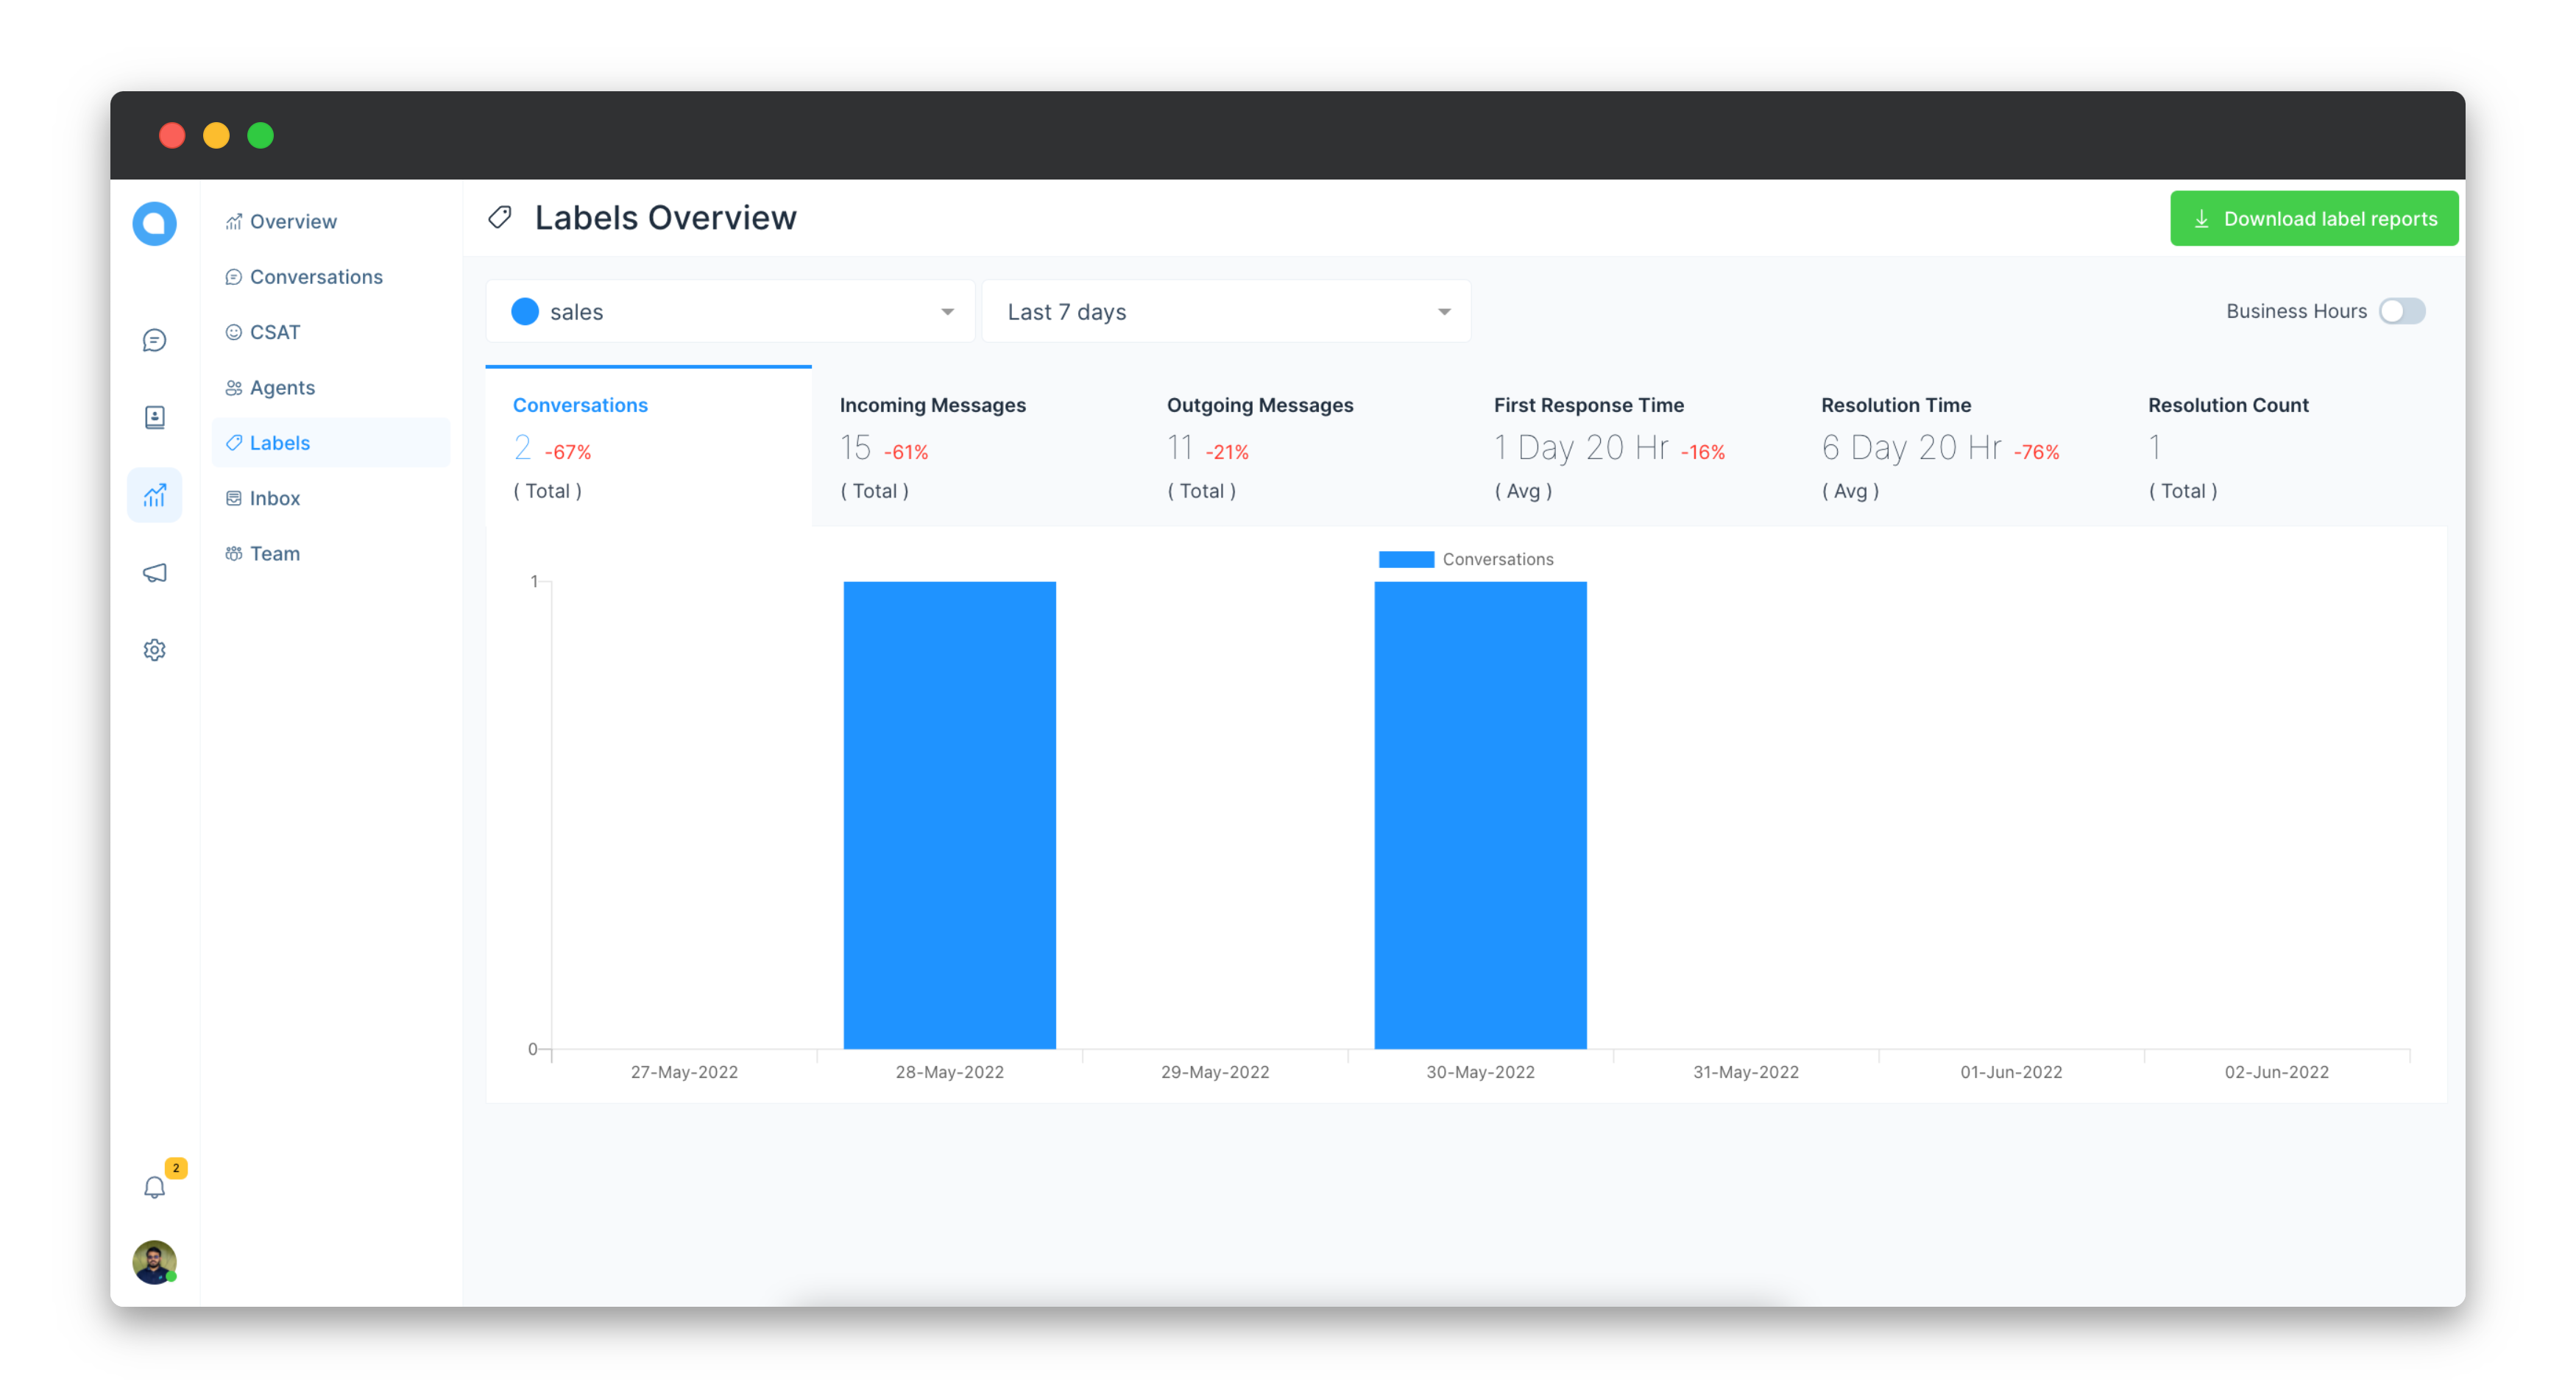 Overview
Conversations
CSAT
Agents
Labels
Inbox
Team
2
Labels Overview
Download label reports
sales
Last 7 days
Business Hours
Conversations
2 -67%
( Total )
Incoming Messages
15 -61%
( Total )
Outgoing Messages
11 -21%
( Total )
First Response Time
1 Day 20 Hr -16%
( Avg )
Resolution Time
6 Day 20 Hr -76%
( Avg )
Resolution Count
1
( Total )
Conversations
1
0
27-May-2022 28-May-2022 29-May-2022 30-May-2022 31-May-2022 01-Jun-2022 02-Jun-2022